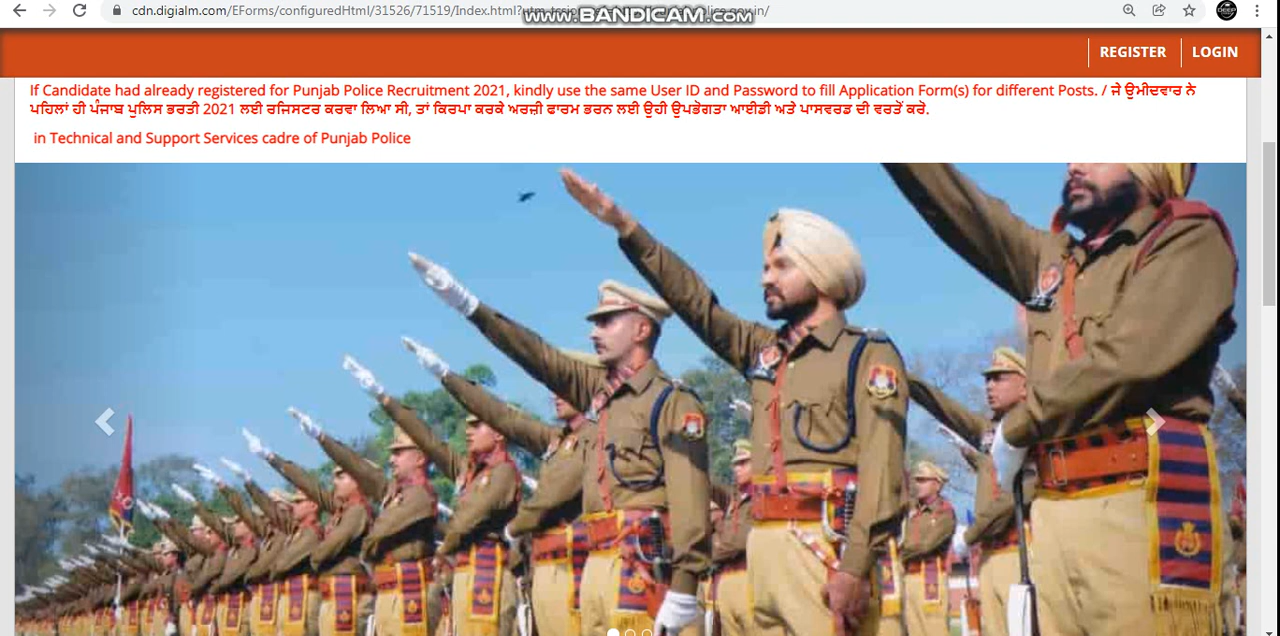 cdn.digialm.com/EForms/configuredHtml/31526/71519/Index.html?
WWW.BANDICAM.COM
REGISTER LOGIN
If Candidate had already registered for Punjab Police Recruitment 2021, kindly use the same User ID and Password to fill Application Form(s) for different Posts. / ਜੇ ਉਮੀਦਵਾਰ ਨੇ
ਪਹਿਲਾਂ ਹੀ ਪੰਜਾਬ ਪੁਲਿਸ ਭਰਤੀ 2021 ਲਈ ਰਜਿਸਟਰ ਕਰਵਾ ਲਿਆ ਸੀ, ਤਾਂ ਕਿਰਪਾ ਕਰਕੇ ਅਰਜ਼ੀ ਫਾਰਮ ਭਰਨ ਲਈ ਉਹੀ ਉਪਭੋਗਤਾ ਆਈਡੀ ਅਤੇ ਪਾਸਵਰਡ ਦੀ ਵਰਤੋਂ ਕਰੋ.
in Technical and Support Services cadre of Punjab Police